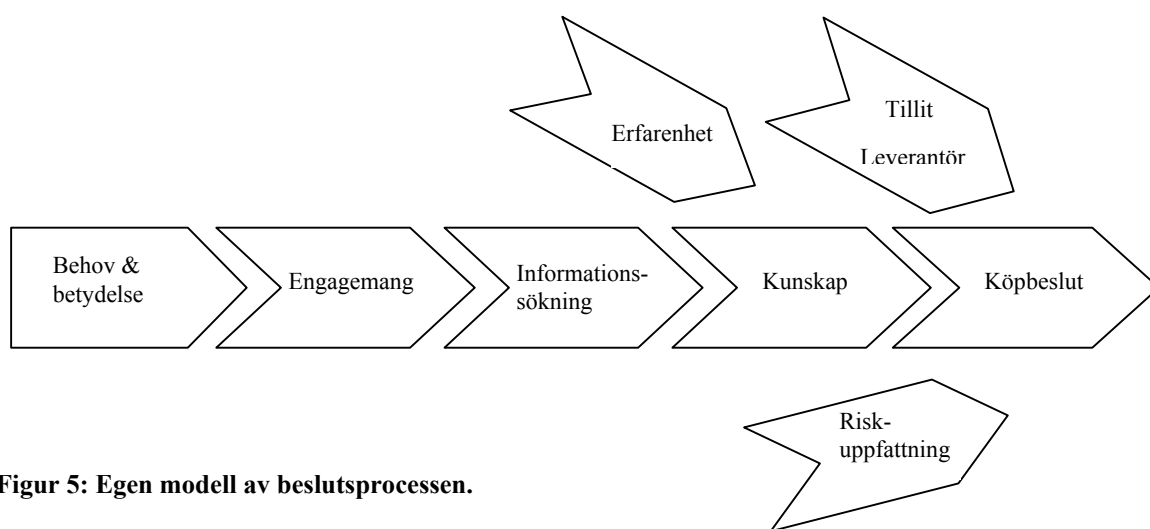 Erfarenhet
Tillit
Leverantör
Behov &
betydelse
Engagemang
Informations-
sökning
Kunskap
Köpbeslut
Risk-
uppfattning
Figur 5: Egen modell av beslutsprocessen.